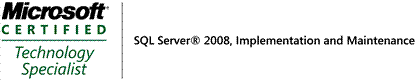 Microsoft®
CERTIFIED
Technology
Specialist
SQL Server® 2008, Implementation and Maintenance